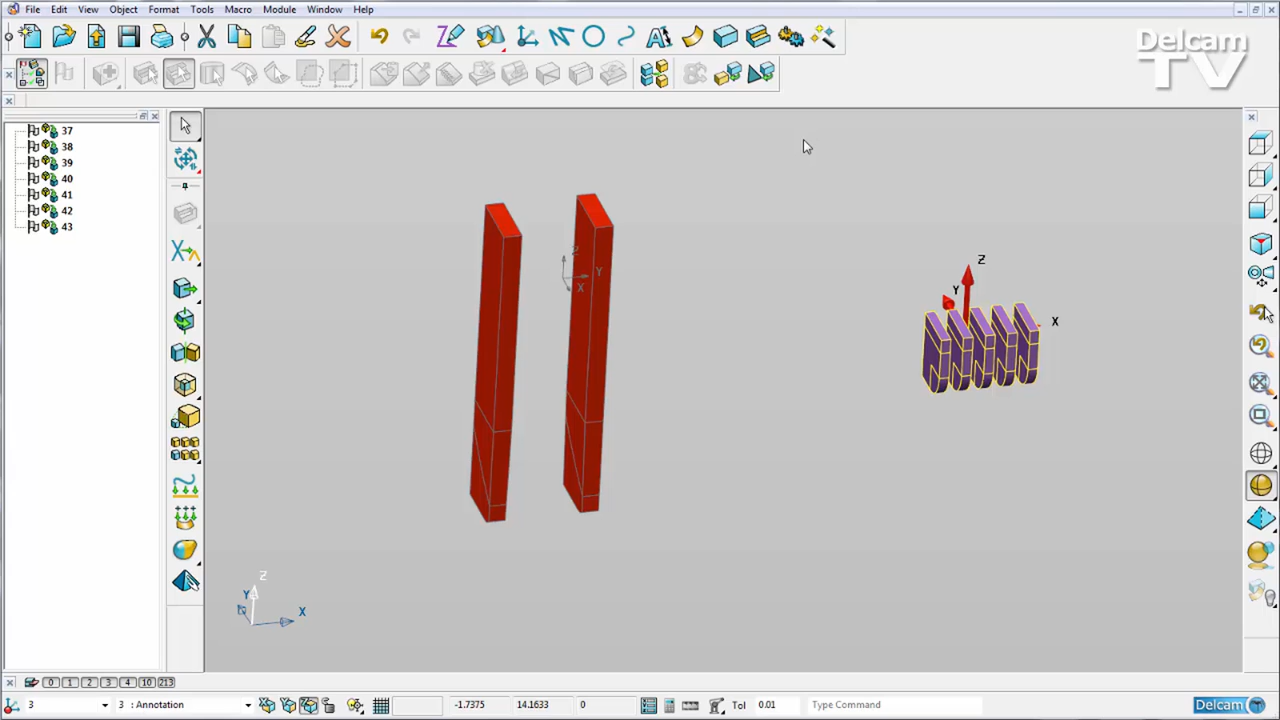 File Edit View Object Format Tools Macro Module Window Help
Delcam
TV
37
38
39
40
41
42
43
Z
Y
X
Z
Y
X
Z
Y
X
0 1 2 3 4 10 213
3 3 : Annotation -1.7375 14.1633 0 Tol 0.01 Type Command Delcam